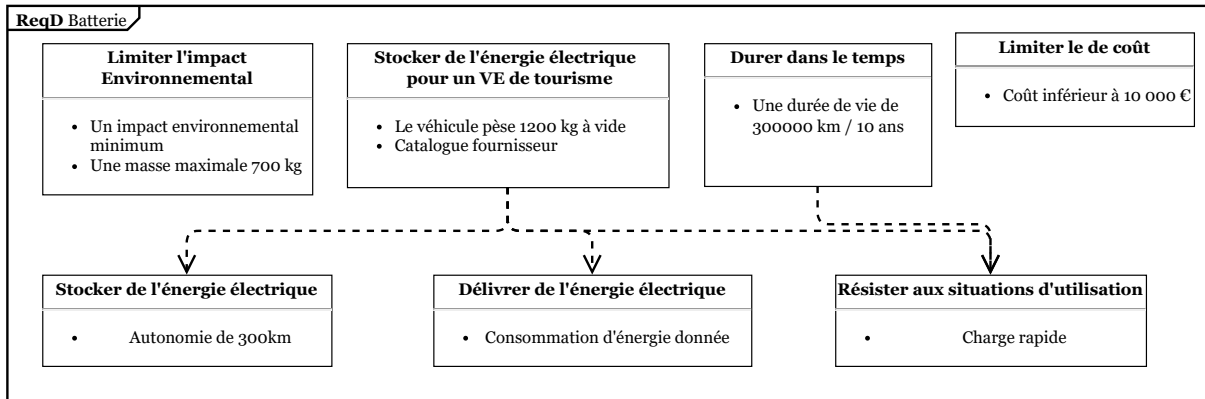 ReqD Batterie
Limiter l'impact
Environnemental
• Un impact environnemental
minimum
• Une masse maximale 700 kg
Stocker de l'énergie électrique
pour un VE de tourisme
• Le véhicule pèse 1200 kg à vide
• Catalogue fournisseur
Durer dans le temps
• Une durée de vie de
300000 km / 10 ans
Limiter le de coût
• Coût inférieur à 10 000 €
Stocker de l'énergie électrique
• Autonomie de 300km
Délivrer de l'énergie électrique
• Consommation d'énergie donnée
Résister aux situations d'utilisation
• Charge rapide